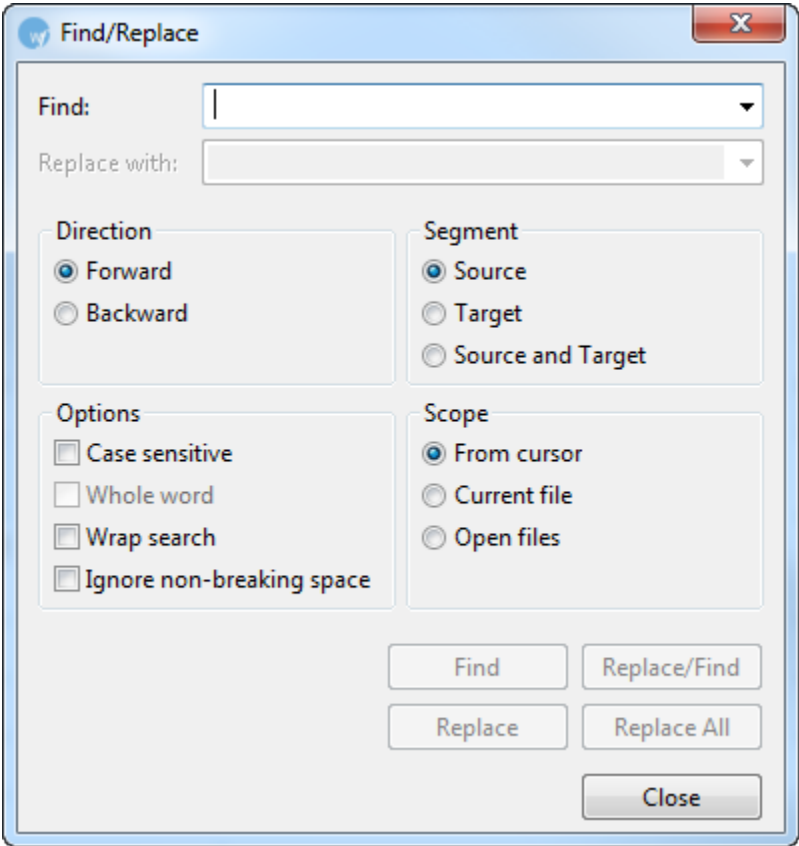 Find/Replace
Find:
Replace with:
Direction
Forward
Backward
Segment
Source
Target
Source and Target
Options
Case sensitive
Whole word
Wrap search
Ignore non-breaking space
Scope
From cursor
Current file
Open files
Find
Replace/Find
Replace
Replace All
Close